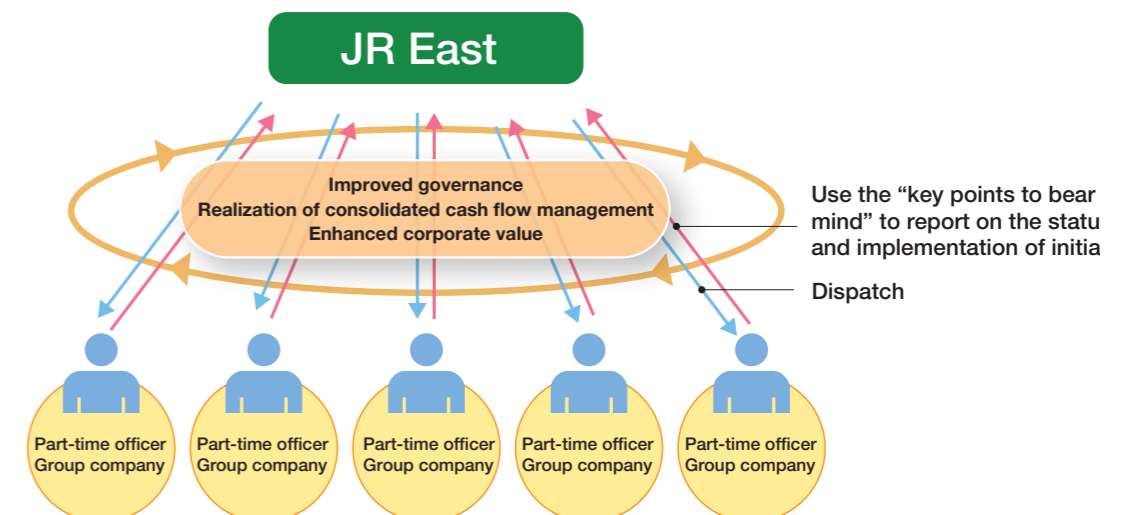 JR East
Improved governance
Realization of consolidated cash flow management
Enhanced corporate value
Use the “key points to bear
mind” to report on the statu
and implementation of initia
Dispatch
Part-time officer
Group company
Part-time officer
Group company
Part-time officer
Group company
Part-time officer
Group company
Part-time officer
Group company